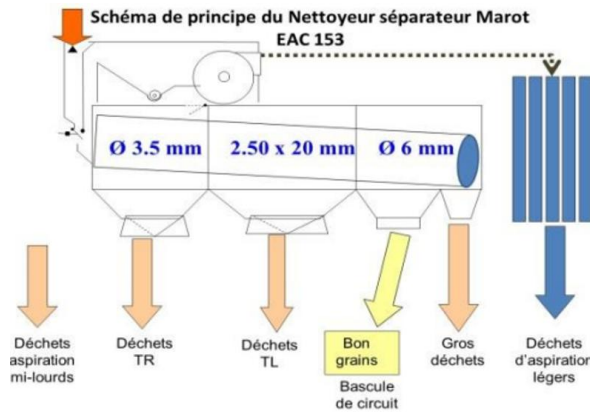 Schéma de principe du Nettoyeur séparateur Marot
EAC 153
Ø 3.5 mm
2.50 x 20 mm
Ø 6 mm
Déchets
aspiration
mi-lourds
Déchets
TR
Déchets
TL
Bon
grains
Bascule
de circuit
Gros
déchets
Déchets
d'aspiration
légers